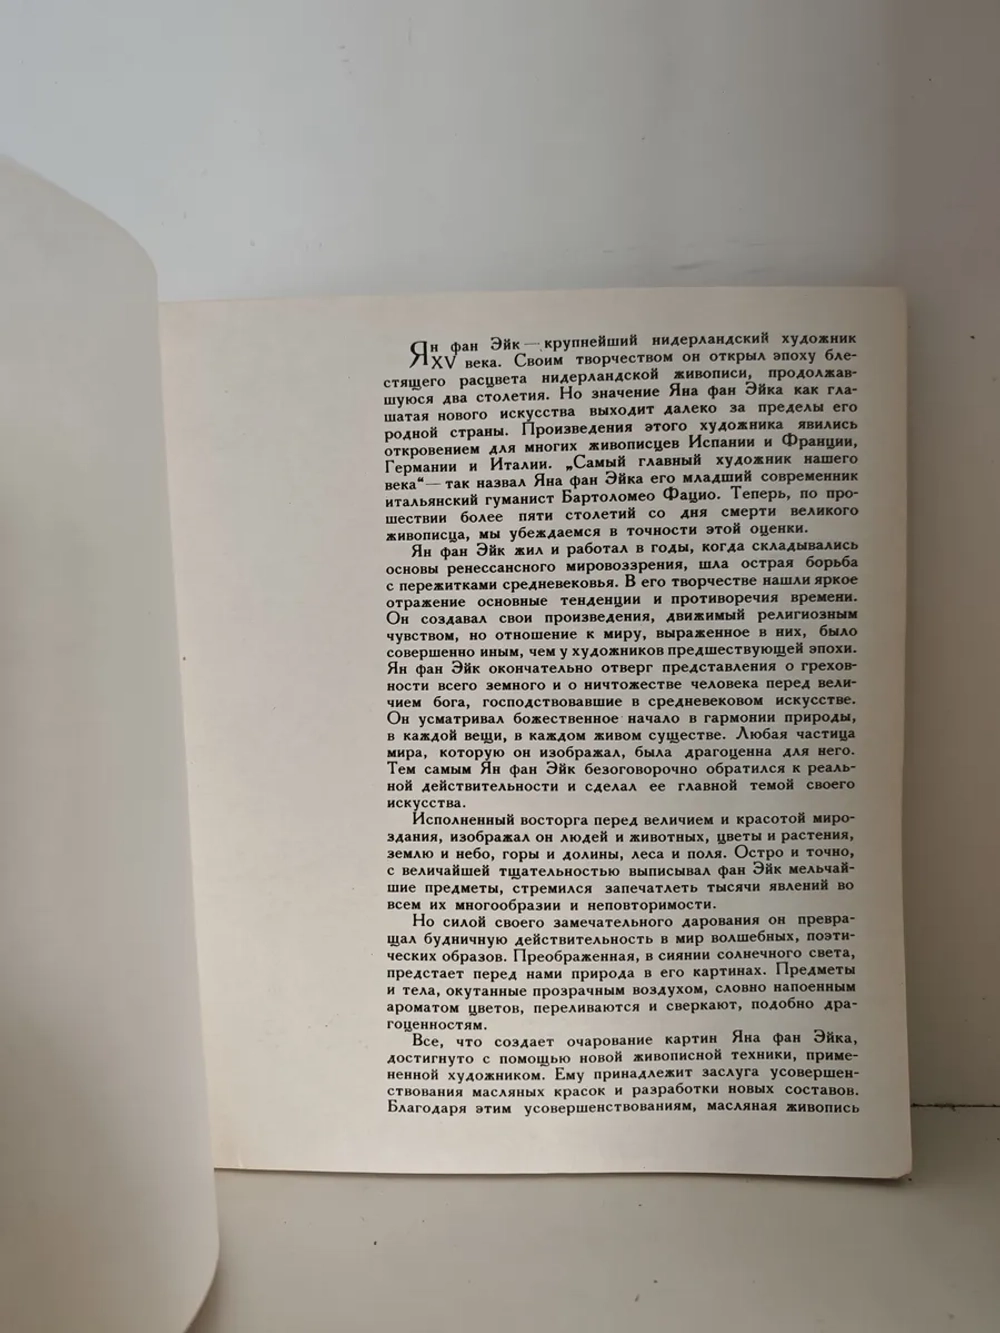 Ян фан Эйк — крупнейший нидерландский художник
XV века. Своим творчеством он открыл эпоху бле-
стящего расцвета нидерландской живописи, продолжав-
шуюся два столетия. Но значение Яна фан Эйка как гла-
шатая нового искусства выходит далеко за пределы его
родной страны. Произведения этого художника явились
откровением для многих живописцев Испании и Франции,
Германии и Италии. „Самый главный художник нашего
века“ — так назвал Яна фан Эйка его младший современник
итальянский гуманист Бартоломео Фацио. Теперь, по про-
шествии более пяти столетий со дня смерти великого
живописца, мы убеждаемся в точности этой оценки.
Ян фан Эйк жил и работал в годы, когда складывались
основы ренессансного мировоззрения, шла острая борьба
с пережитками средневековья. В его творчестве нашли яркое
отражение основные тенденции и противоречия времени.
Он создавал свои произведения, движимый религиозным
чувством, но отношение к миру, выраженное в них, было
совершенно иным, чем у художников предшествующей эпохи.
Ян фан Эйк окончательно отверг представления о грехов-
ности всего земного и о ничтожестве человека перед вели-
чием бога, господствовавшие в средневековом искусстве.
Он усматривал божественное начало в гармонии природы,
в каждой вещи, в каждом живом существе. Любая частица
мира, которую он изображал, была драгоценна для него.
Тем самым Ян фан Эйк безоговорочно обратился к реаль-
ной действительности и сделал ее главной темой своего
искусства.
Исполненный восторга перед величием и красотой миро-
здания, изображал он людей и животных, цветы и растения,
землю и небо, горы и долины, леса и поля. Остро и точно,
с величайшей тщательностью выписывал фан Эйк мельчай-
шие предметы, стремился запечатлеть тысячи явлений во
всем их многообразии и неповторимости.
Но силой своего замечательного дарования он превра-
щал будничную действительность в мир волшебных, поэти-
ческих образов. Преображенная, в сиянии солнечного света,
предстает перед нами природа в его картинах. Предметы
и тела, окутанные прозрачным воздухом, словно напоенным
ароматом цветов, переливаются и сверкают, подобно дра-
гоценностям.
Все, что создает очарование картин Яна фан Эйка,
достигнуто с помощью новой живописной техники, приме-
ненной художником. Ему принадлежит заслуга усовершен-
ствования масляных красок и разработки новых составов.
Благодаря этим усовершенствованиям, масляная живопись